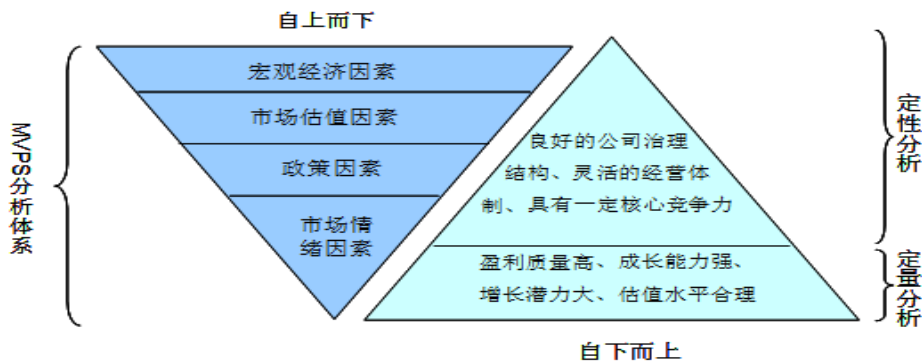 自上而下
MVPS分析体系
宏观经济因素
市场估值因素
政策因素
市场情
绪因素
良好的公司治理
结构、灵活的经营体
制、具有一定核心竞争力
盈利质量高、成长能力强、
增长潜力大、估值水平合理
定性分析
定量分析
自下而上